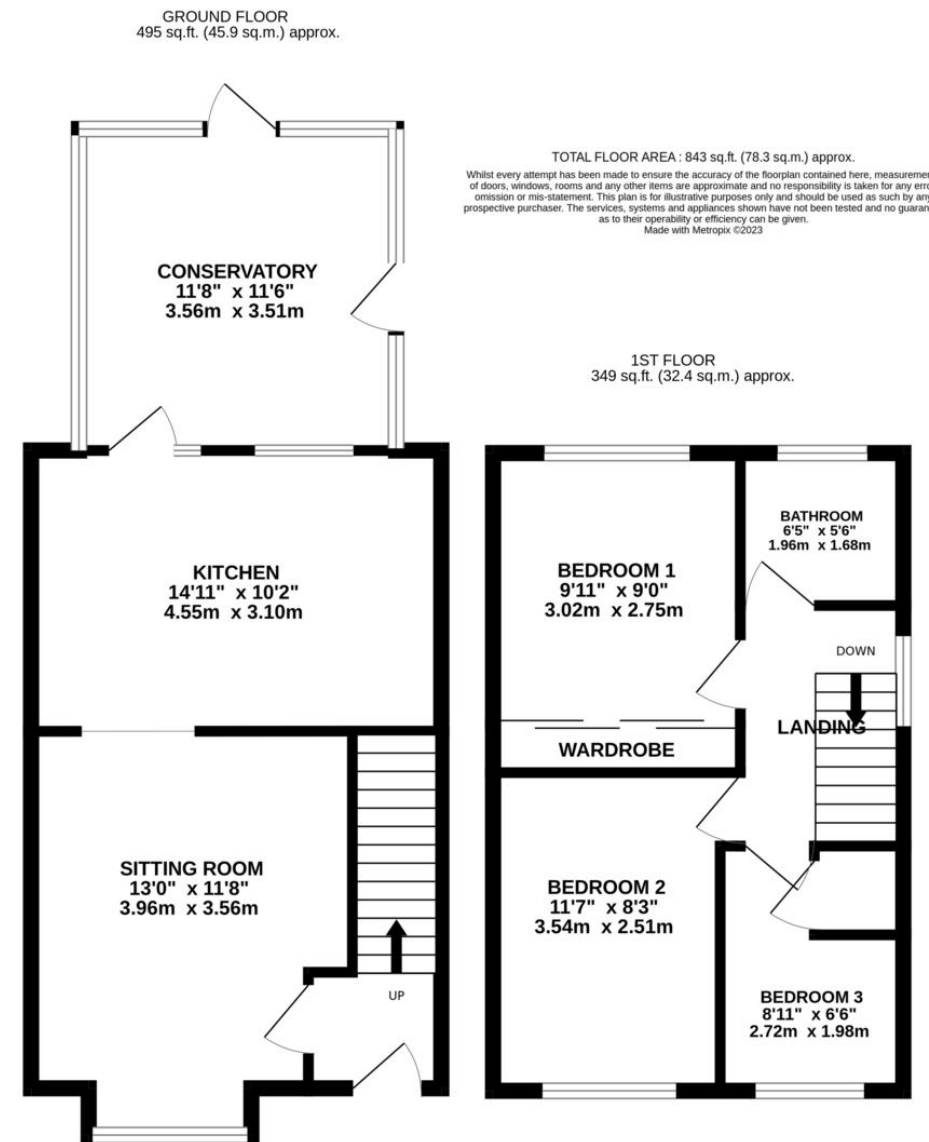 GROUND FLOOR
495 sq.ft. (45.9 sq.m.) approx.
TOTAL FLOOR AREA : 843 sq.ft. (78.3 sq.m.) approx.
Whilst every attempt has been made to ensure the accuracy of the floorplan contained here, measuremen
of doors, windows, rooms and any other items are approximate and no responsibility is taken for any erro
omission or mis-statement. This plan is for illustrative purposes only and should be used as such by any
prospective purchaser. The services, systems and appliances shown have not been tested and no guaran
as to their operability or efficiency can be given.
Made with Metropix ©2023
CONSERVATORY
11'8" x 11'6"
3.56m x 3.51m
1ST FLOOR
349 sq.ft. (32.4 sq.m.) approx.
KITCHEN
14'11" x 10'2"
4.55m x 3.10m
SITTING ROOM
13'0" x 11'8"
3.96m x 3.56m
UP
BEDROOM 1
9'11" x 9'0"
3.02m x 2.75m
BATHROOM
6'5" x 5'6"
1.96m x 1.68m
DOWN
LANDING
WARDROBE
BEDROOM 2
11'7" x 8'3"
3.54m x 2.51m
BEDROOM 3
8'11" x 6'6"
2.72m x 1.98m